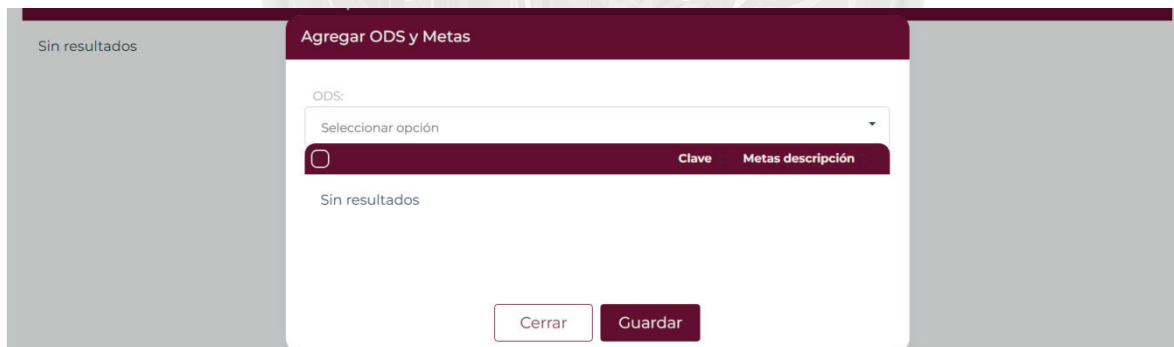 Agregar ODS y Metas
Sin resultados
ODS:
Seleccionar opción
Clave Metas descripción
Sin resultados
Cerrar Guardar